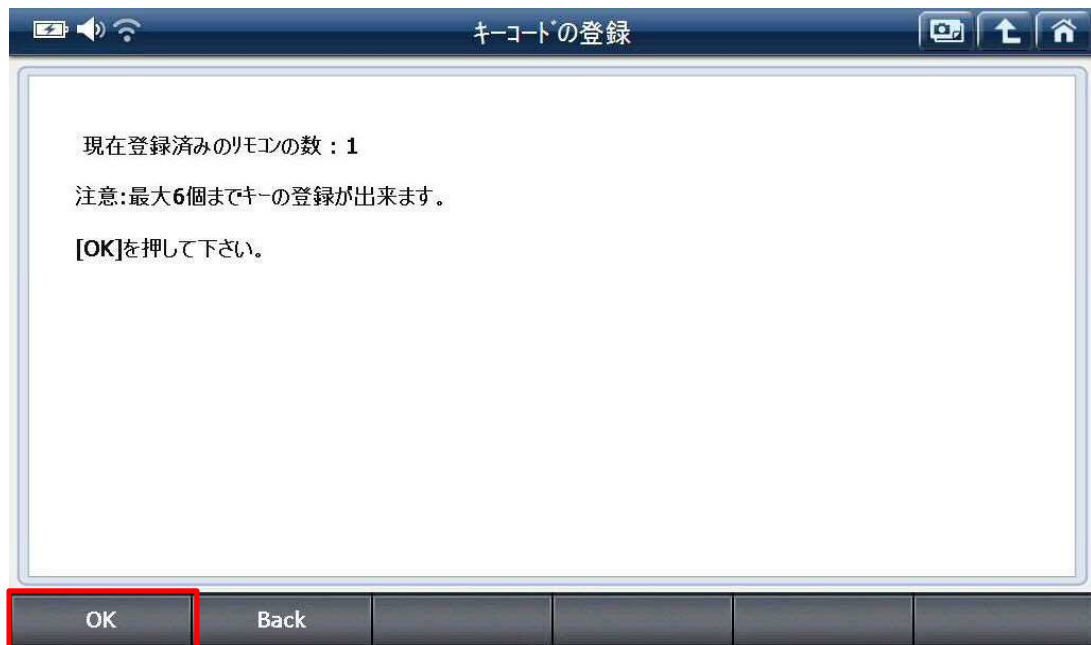 キーコードの登録
現在登録済みのリモコンの数：1
注意:最大6個までキーの登録が出来ます。
[OK]を押して下さい。
OK
Back